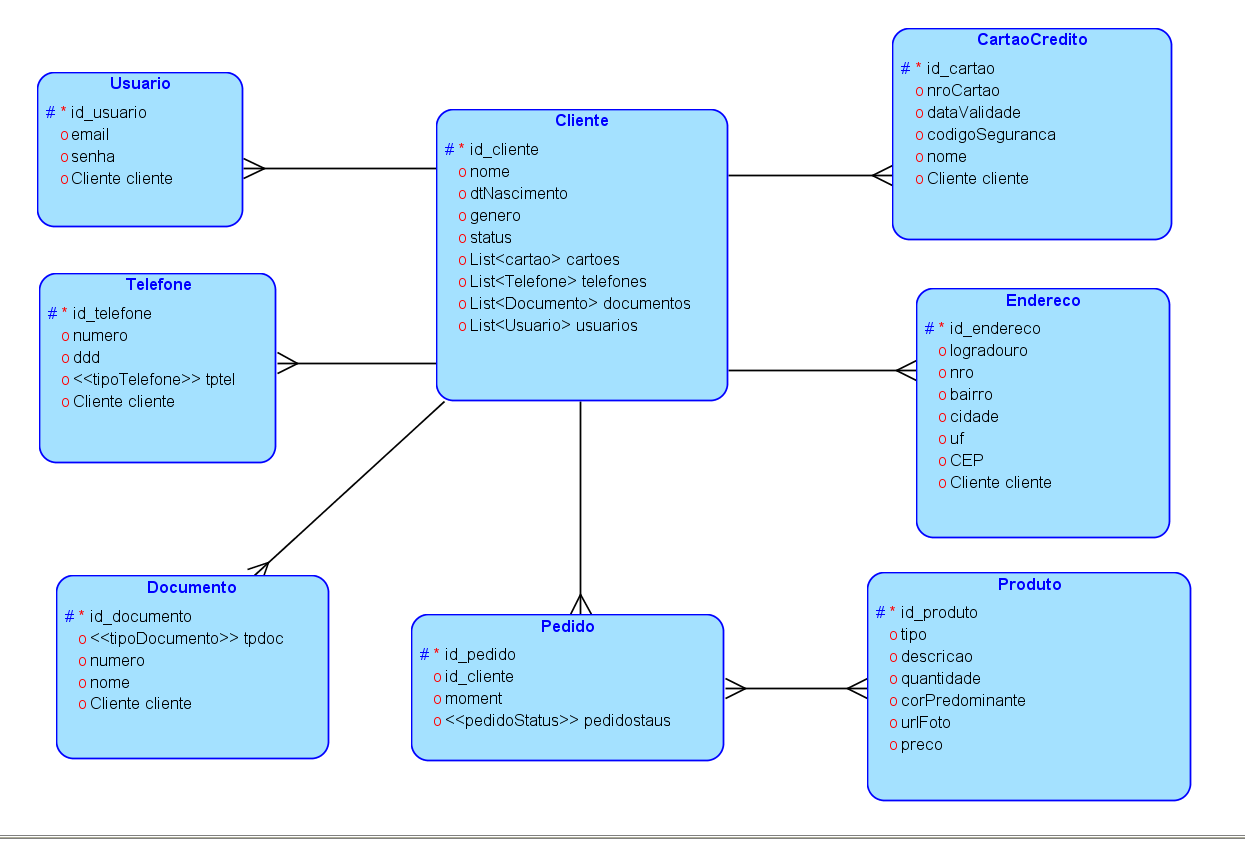 Usuario
# * id_usuario
o email
o senha
o Cliente cliente
Cliente
# * id_cliente
o nome
o dtNascimento
o genero
o status
o List<cartao> cartoes
o List<Telefone> telefones
o List<Documento> documentos
o List<Usuario> usuarios
CartaoCredito
# * id_cartao
o nroCartao
o dataValidade
o codigoSeguranca
o nome
o Cliente cliente
Telefone
# * id_telefone
o numero
o ddd
o <<tipoTelefone>> tptel
o Cliente cliente
Endereco
# * id_endereco
o logradouro
o nro
o bairro
o cidade
o uf
o CEP
o Cliente cliente
Documento
# * id_documento
o <<tipoDocumento>> tpdoc
o numero
o nome
o Cliente cliente
Pedido
# * id_pedido
o id_cliente
o moment
o <<pedidoStatus>> pedidostaus
Produto
# * id_produto
o tipo
o descricao
o quantidade
o corPredominante
o urlFoto
o preco